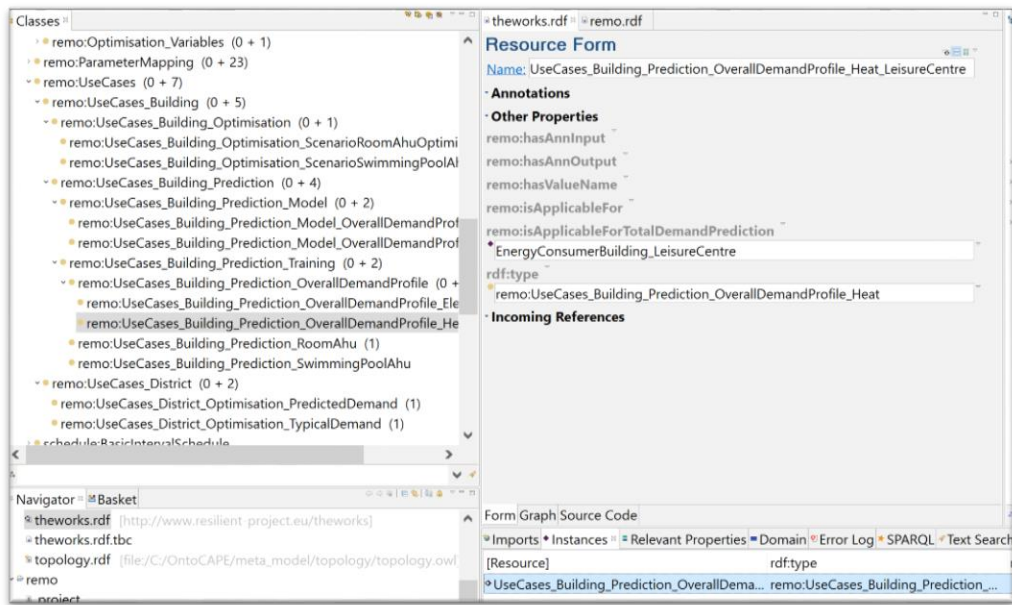 Classes
remo:Optimisation_Variables (0 + 1)
remo:ParameterMapping (0 + 23)
remo:UseCases (0 + 7)
remo:UseCases_Building (0 + 5)
remo:UseCases_Building_Optimisation (0 + 1)
remo:UseCases_Building_Optimisation_ScenarioRoomAhuOptimi
remo:UseCases_Building_Optimisation_ScenarioSwimmingPoolAl
remo:UseCases_Building_Prediction (0 + 4)
remo:UseCases_Building_Prediction_Model (0 + 2)
remo:UseCases_Building_Prediction_Model_OverallDemandProf
remo:UseCases_Building_Prediction_Model_OverallDemandProf
remo:UseCases_Building_Prediction_Training (0 + 2)
remo:UseCases_Building_Prediction_OverallDemandProfile (0 +
remo:UseCases_Building_Prediction_OverallDemandProfile_Ele
remo:UseCases_Building_Prediction_OverallDemandProfile_He
remo:UseCases_Building_Prediction_RoomAhu (1)
remo:UseCases_Building_Prediction_SwimmingPoolAhu
remo:UseCases_District (0 + 2)
remo:UseCases_District_Optimisation_PredictedDemand (1)
remo:UseCases_District_Optimisation_TypicalDemand (1)
schedule:BasicIntervalSchedule
Navigator Basket
theworks.rdf [http://www.resilient-project.eu/theworks]
theworks.rdf.tbc
topology.rdf [file:/C:/OntoCAPE/meta_model/topology/topology.owl
remo
project
theworks.rdf remo.rdf
Resource Form
Name: UseCases_Building_Prediction_OverallDemandProfile_Heat_LeisureCentre
Annotations
Other Properties
remo:hasAnnInput
remo:hasAnnOutput
remo:hasValueName
remo:isApplicableFor
remo:isApplicableForTotalDemandPrediction
EnergyConsumerBuilding_LeisureCentre
rdf:type
remo:UseCases_Building_Prediction_OverallDemandProfile_Heat
Incoming References
Form Graph Source Code
Imports Instances Relevant Properties Domain Error Log SPARQL Text Search
[Resource] rdf:type
UseCases_Building_Prediction_OverallDema... remo:UseCases_Building_Prediction_...